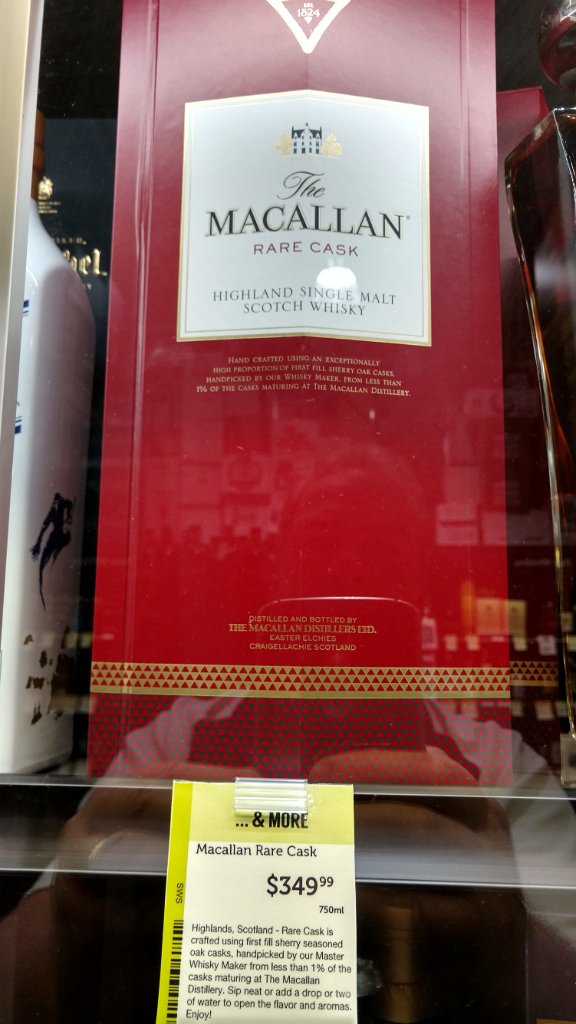 EST.
1824
The
MACALLAN®
RARE CASK
HIGHLAND SINGLE MALT
SCOTCH WHISKY
HAND CRAFTED USING AN EXCEPTIONALLY
HIGH PROPORTION OF FIRST FILL SHERRY OAK CASKS,
HANDPICKED BY OUR WHISKY MAKER, FROM LESS THAN
1% OF THE CASKS MATURING AT THE MACALLAN DISTILLERY.
DISTILLED AND BOTTLED BY
THE MACALLAN DISTILLERS LTD.
EASTER ELCHIES
CRAIGELLACHIE SCOTLAND
... & MORE
Macallan Rare Cask
$349⁹⁹
750ml
SWS
Highlands, Scotland - Rare Cask is
crafted using first fill sherry seasoned
oak casks, handpicked by our Master
Whisky Maker from less than 1% of the
casks maturing at The Macallan
Distillery. Sip neat or add a drop or two
of water to open the flavor and aromas.
Enjoy!